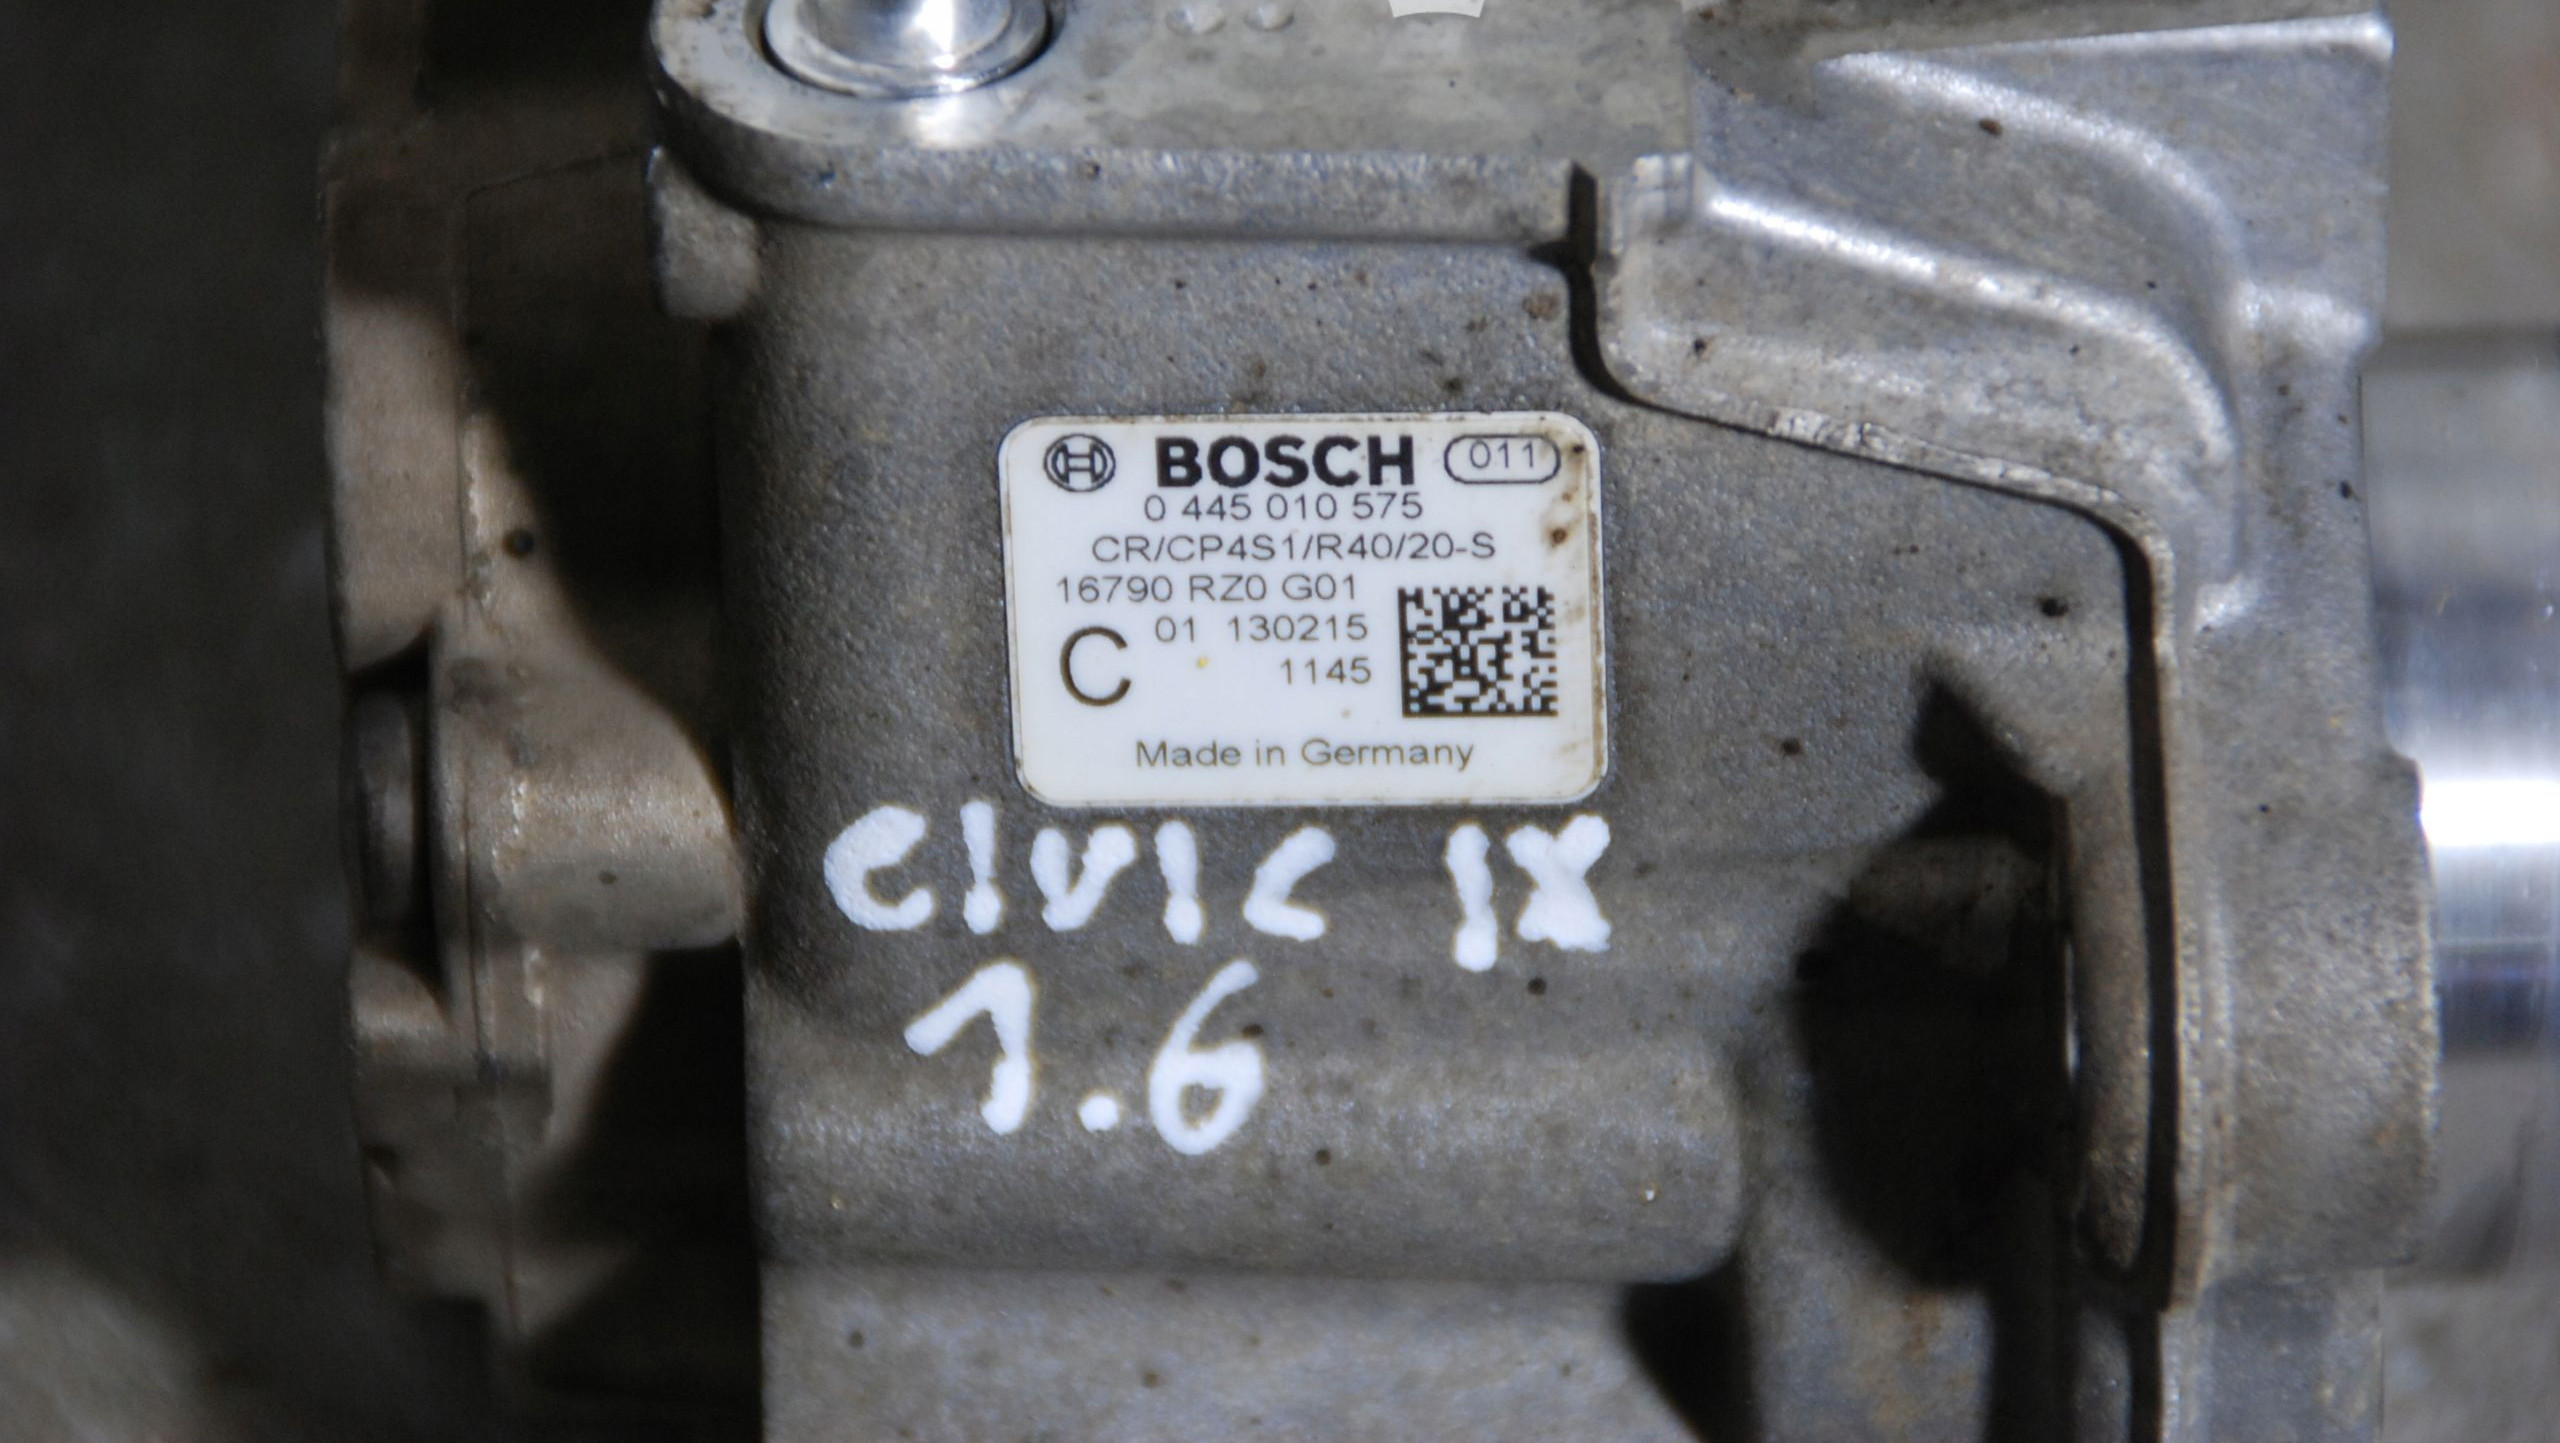 BOSCH 011
0 445 010 575
CR/CP4S1/R40/20-S
16790 RZ0 G01
C 01 130215
1145
Made in Germany
CIVIC IX
1.6